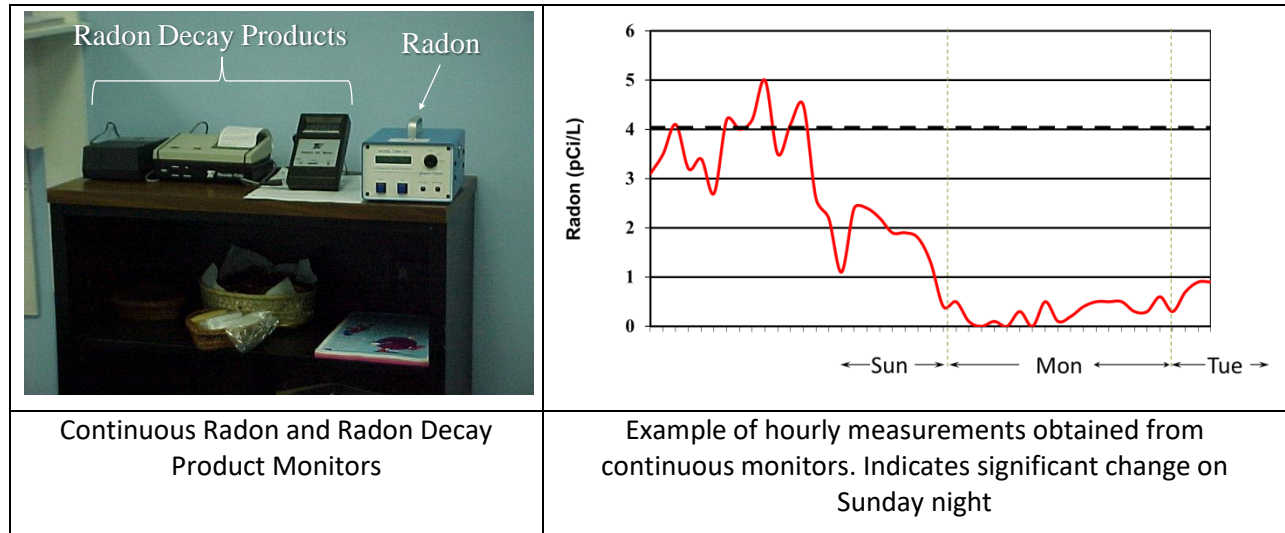 Radon Decay Products
Radon
Radon (pCi/L)
6
5
4
3
2
1
0
Sun
Mon
Tue
Continuous Radon and Radon Decay
Product Monitors
Example of hourly measurements obtained from
continuous monitors. Indicates significant change on
Sunday night